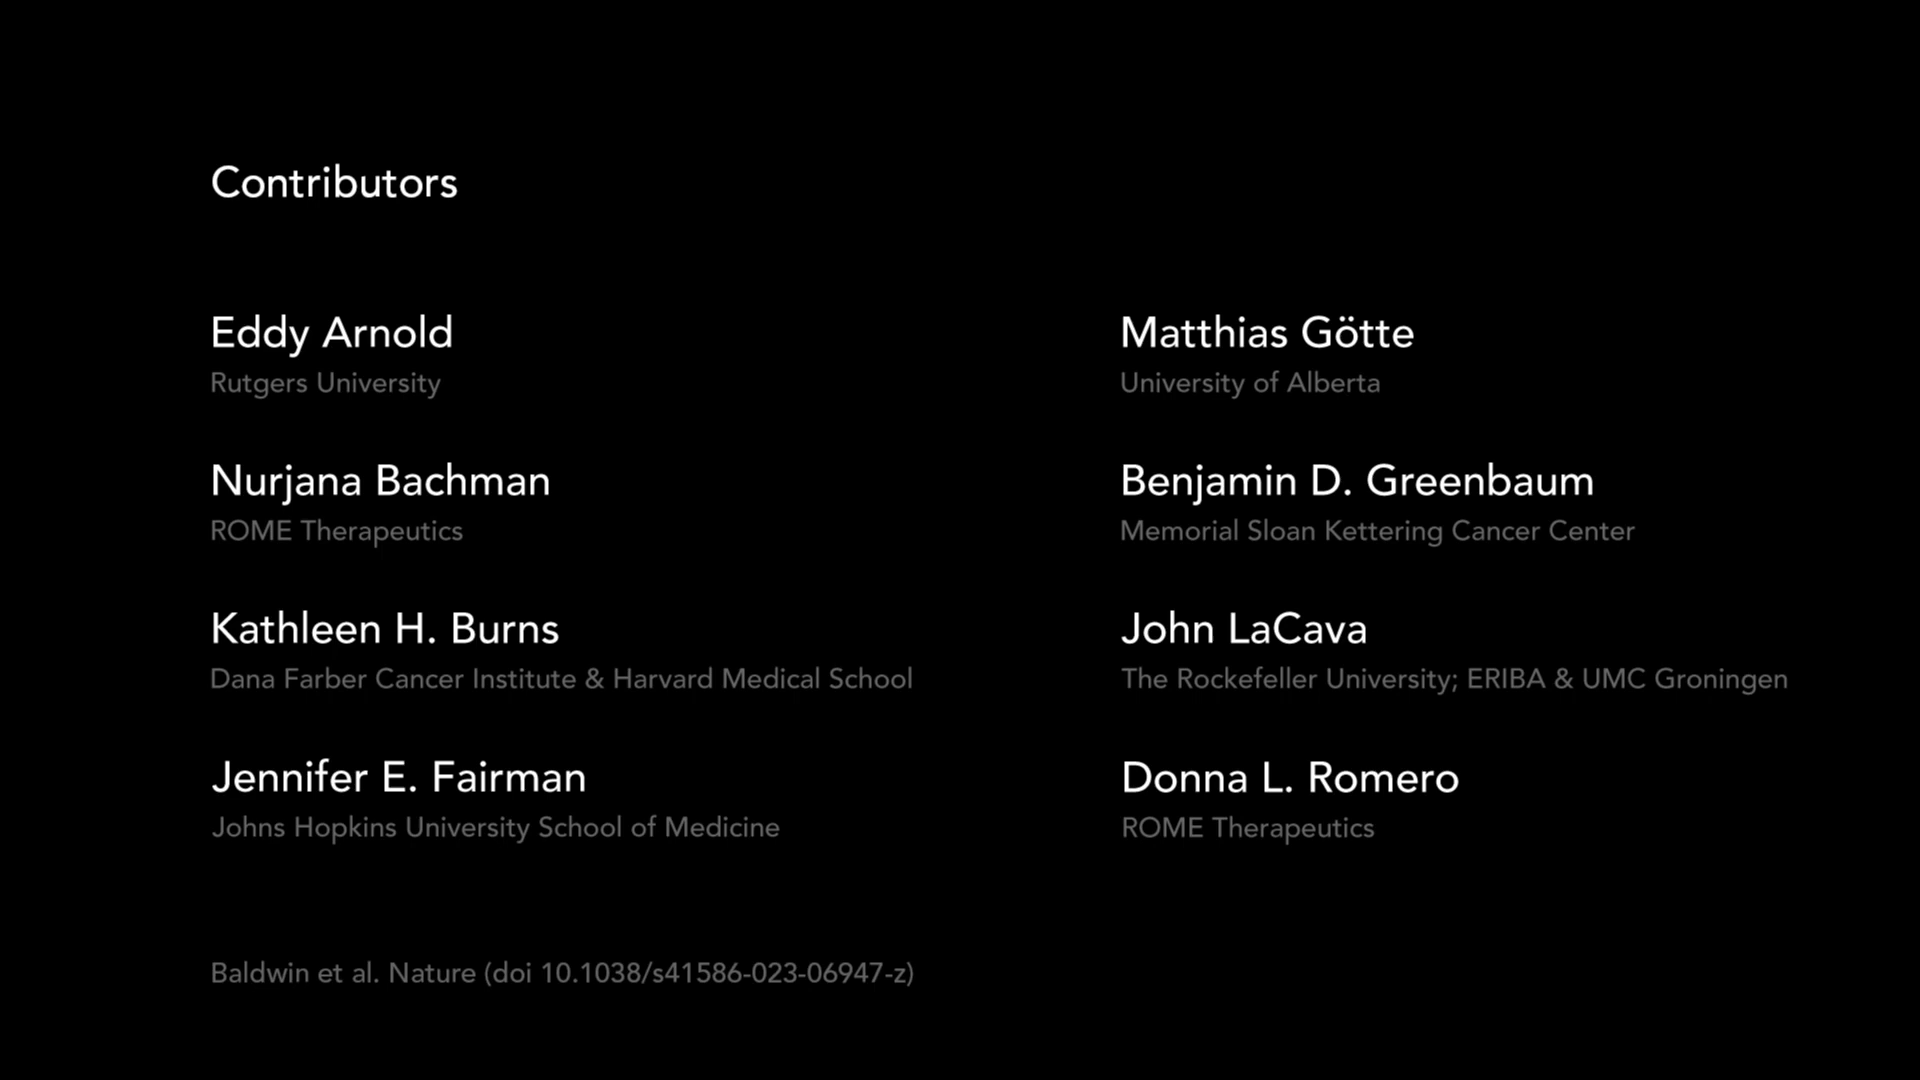 Contributors
Eddy Arnold
Rutgers University
Nurjana Bachman
ROME Therapeutics
Kathleen H. Burns
Dana Farber Cancer Institute & Harvard Medical School
Jennifer E. Fairman
Johns Hopkins University School of Medicine
Matthias Götte
University of Alberta
Benjamin D. Greenbaum
Memorial Sloan Kettering Cancer Center
John LaCava
The Rockefeller University; ERIBA & UMC Groningen
Donna L. Romero
ROME Therapeutics
Baldwin et al. Nature (doi 10.1038/s41586-023-06947-z)